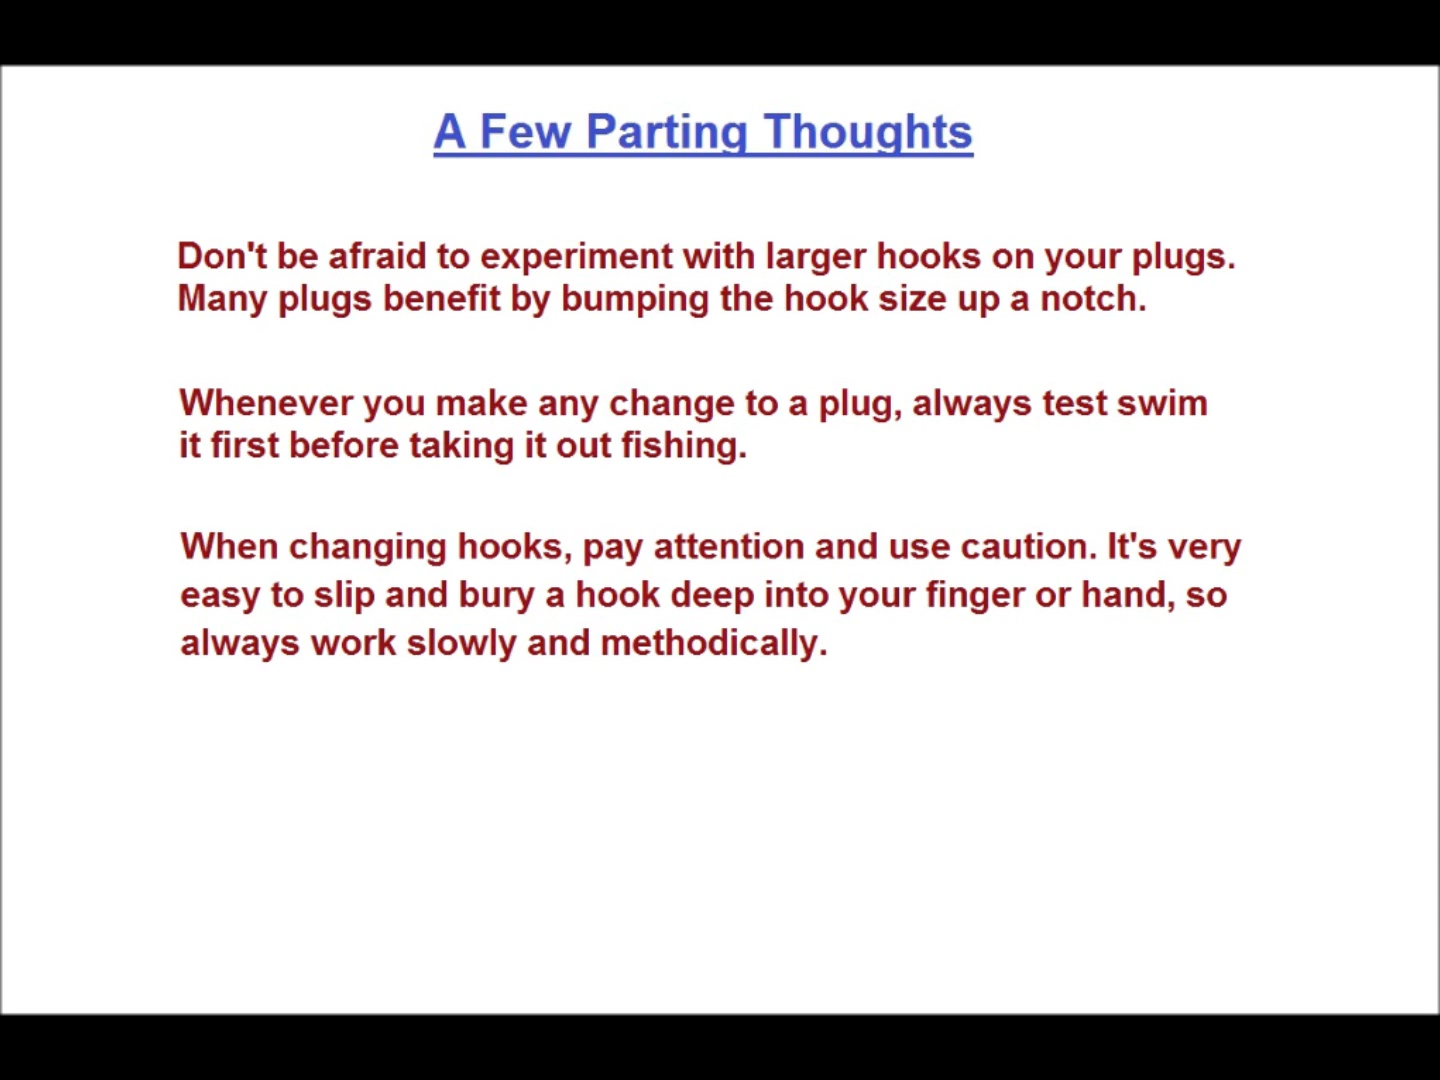 A Few Parting Thoughts
Don't be afraid to experiment with larger hooks on your plugs.
Many plugs benefit by bumping the hook size up a notch.
Whenever you make any change to a plug, always test swim
it first before taking it out fishing.
When changing hooks, pay attention and use caution. It's very
easy to slip and bury a hook deep into your finger or hand, so
always work slowly and methodically.